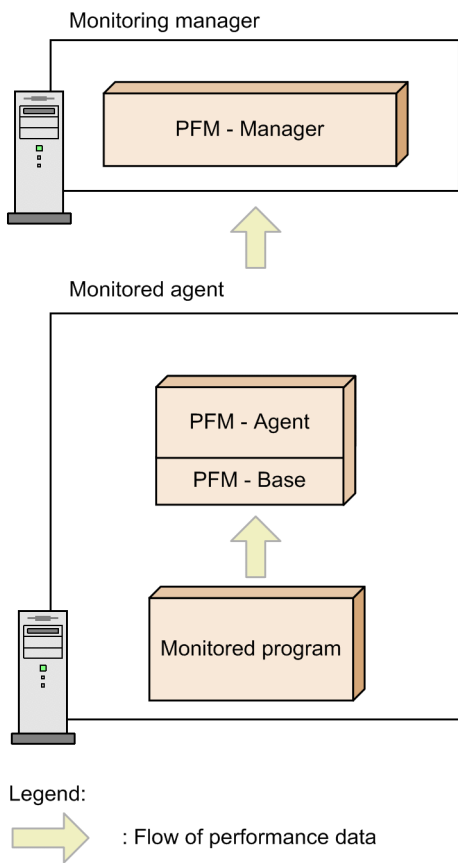 Monitoring manager
PFM - Manager
Monitored agent
PFM - Agent
PFM - Base
Monitored program
Legend:
: Flow of performance data